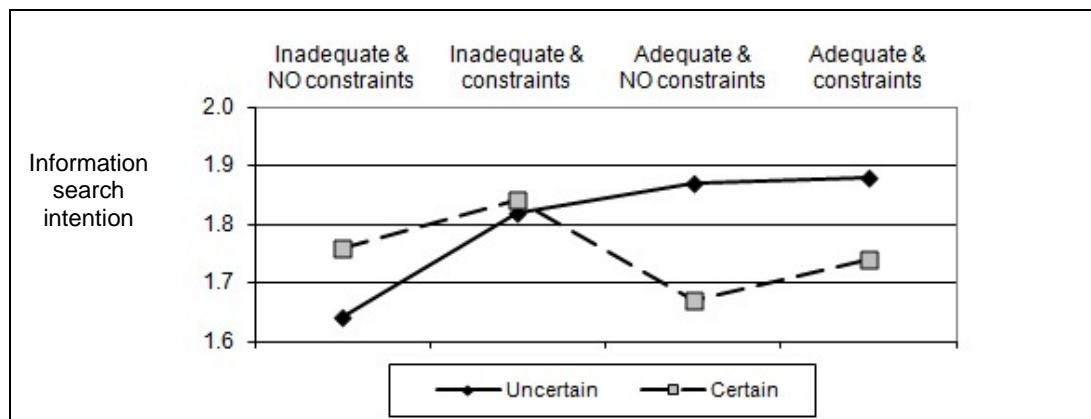 Inadequate &
NO constraints
Inadequate &
constraints
Adequate &
NO constraints
Adequate &
constraints
Information
search
intention
2.0
1.9
1.8
1.7
1.6
Uncertain
Certain